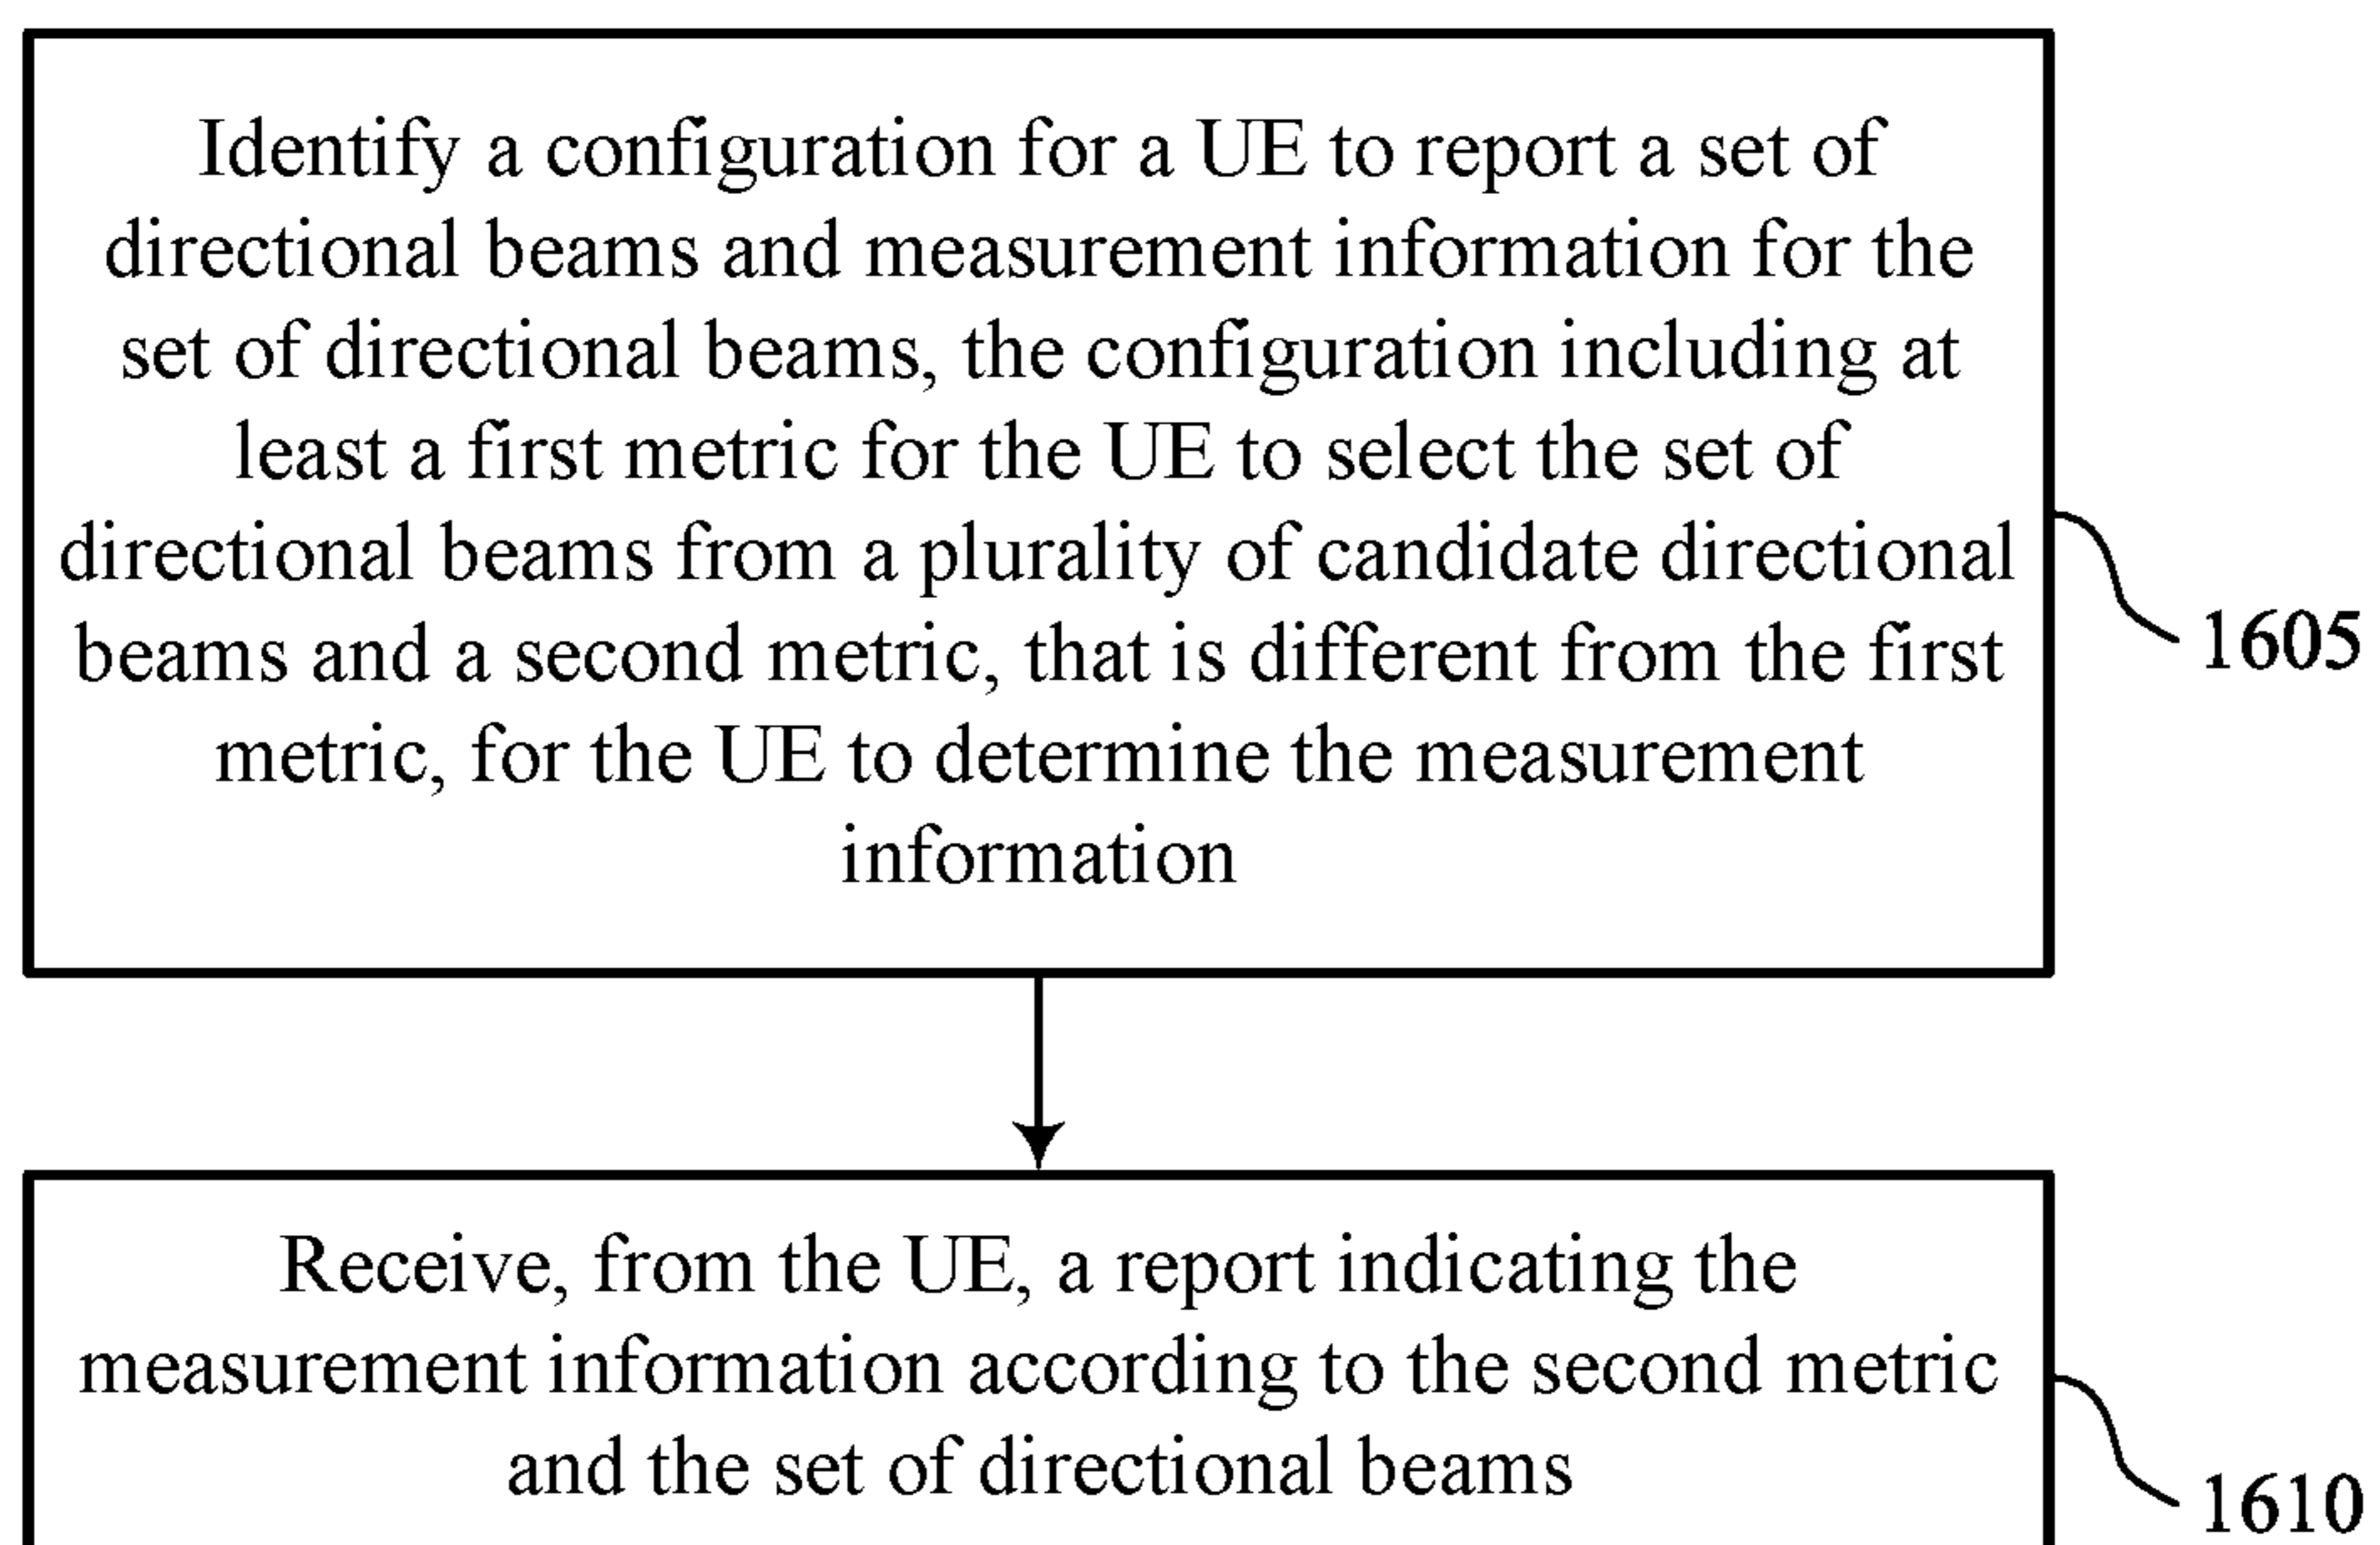 Identify a configuration for a UE to report a set of
directional beams and measurement information for the
set of directional beams, the configuration including at
least a first metric for the UE to select the set of
directional beams from a plurality of candidate directional
beams and a second metric, that is different from the first
metric, for the UE to determine the measurement
information
1605
Receive, from the UE, a report indicating the
measurement information according to the second metric
and the set of directional beams
1610